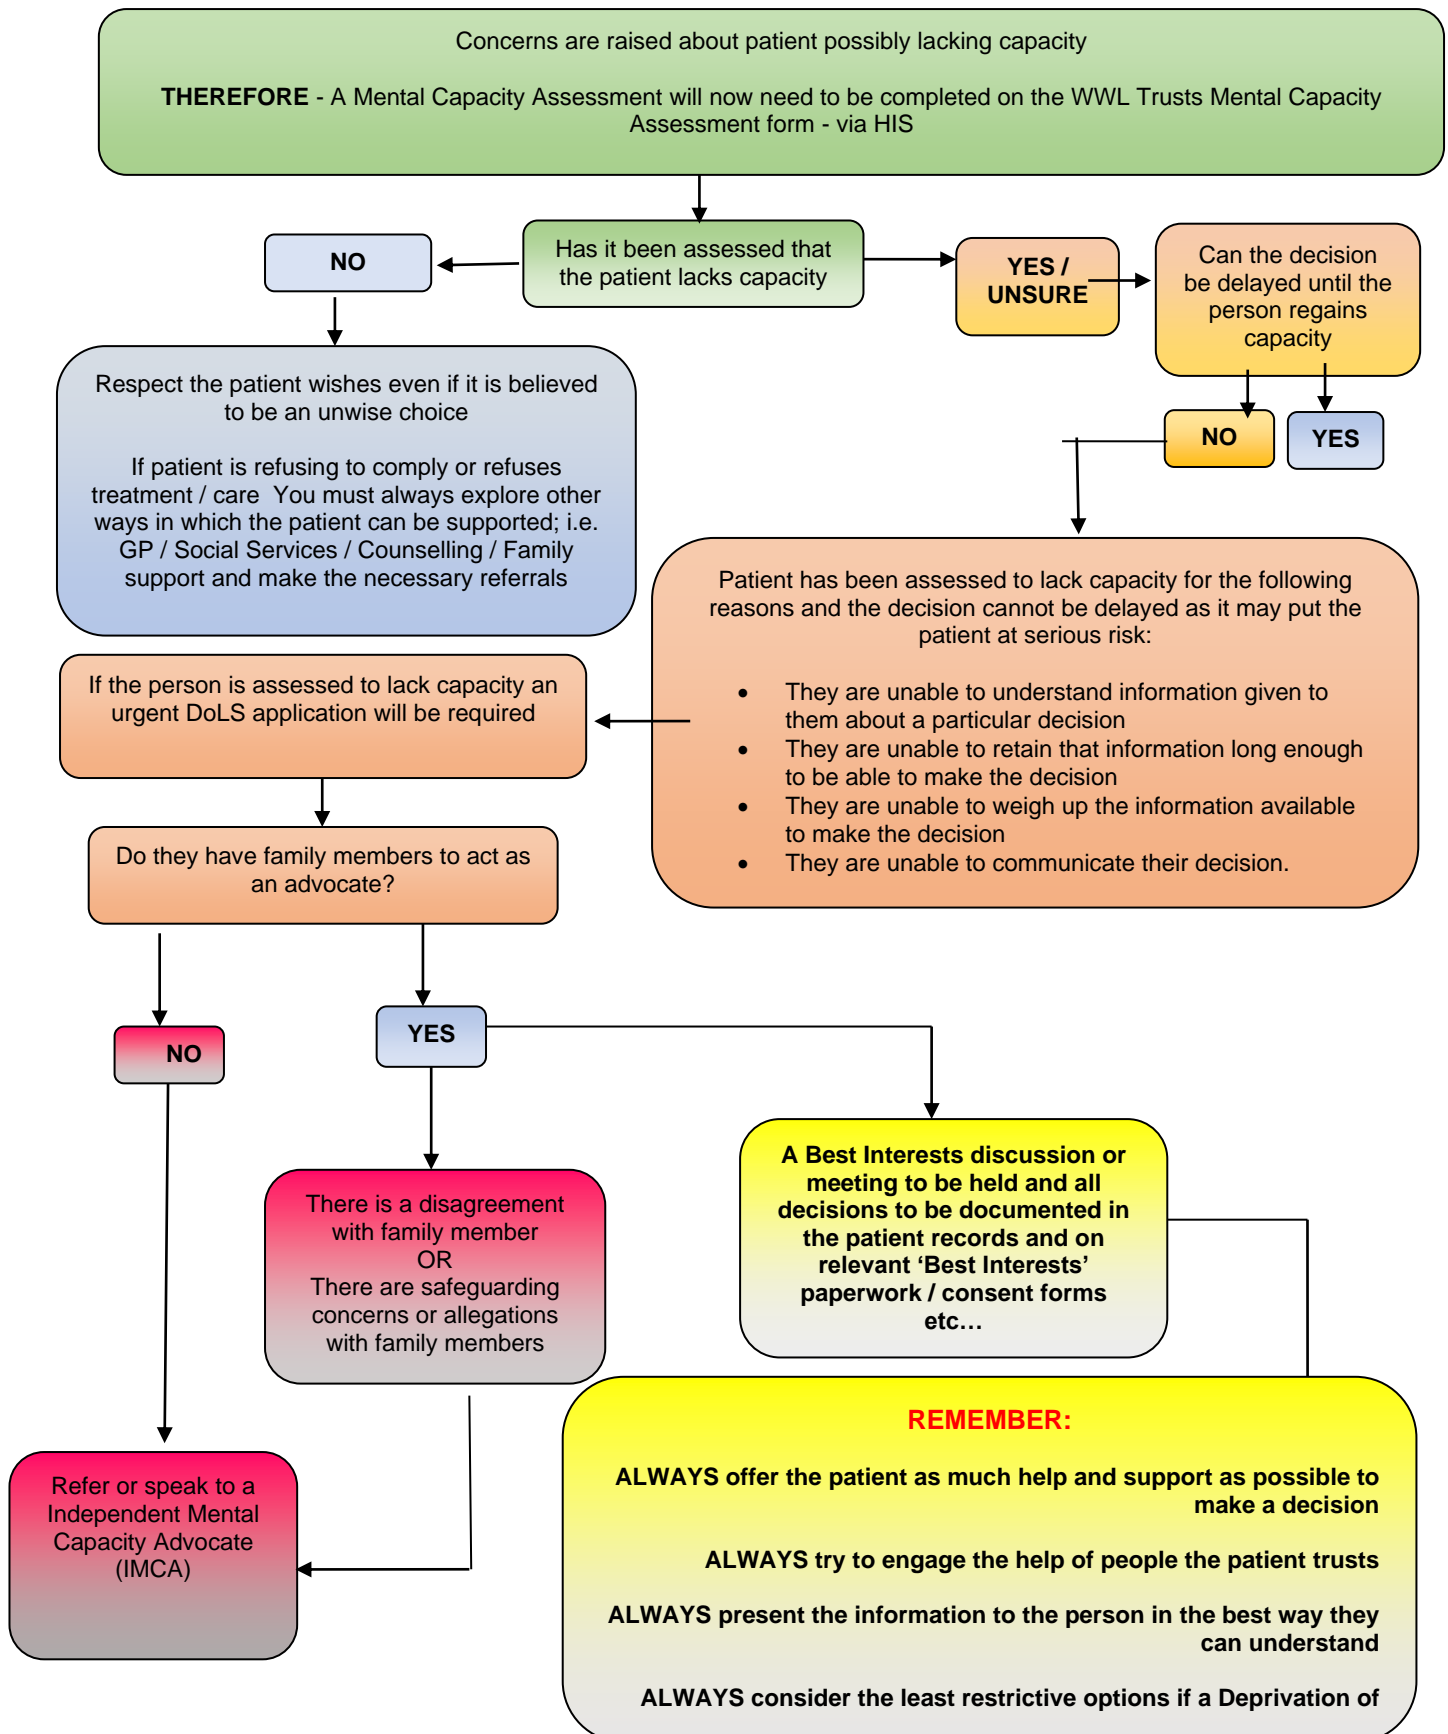 Concerns are raised about patient possibly lacking capacity
THEREFORE - A Mental Capacity Assessment will now need to be completed on the WWL Trusts Mental Capacity
Assessment form - via HIS
Has it been assessed that
the patient lacks capacity
NO
YES /
UNSURE
Can the decision
be delayed until the
person regains
capacity
NO
YES
Respect the patient wishes even if it is believed
to be an unwise choice
If patient is refusing to comply or refuses
treatment / care You must always explore other
ways in which the patient can be supported; i.e.
GP / Social Services / Counselling / Family
support and make the necessary referrals
Patient has been assessed to lack capacity for the following
reasons and the decision cannot be delayed as it may put the
patient at serious risk:
• They are unable to understand information given to
them about a particular decision
• They are unable to retain that information long enough
to be able to make the decision
• They are unable to weigh up the information available
to make the decision
• They are unable to communicate their decision.
If the person is assessed to lack capacity an
urgent DoLS application will be required
Do they have family members to act as
an advocate?
NO
YES
There is a disagreement
with family member
OR
There are safeguarding
concerns or allegations
with family members
A Best Interests discussion or
meeting to be held and all
decisions to be documented in
the patient records and on
relevant ‘Best Interests’
paperwork / consent forms
etc…
Refer or speak to a
Independent Mental
Capacity Advocate
(IMCA)
REMEMBER:
ALWAYS offer the patient as much help and support as possible to
make a decision
ALWAYS try to engage the help of people the patient trusts
ALWAYS present the information to the person in the best way they
can understand
ALWAYS consider the least restrictive options if a Deprivation of